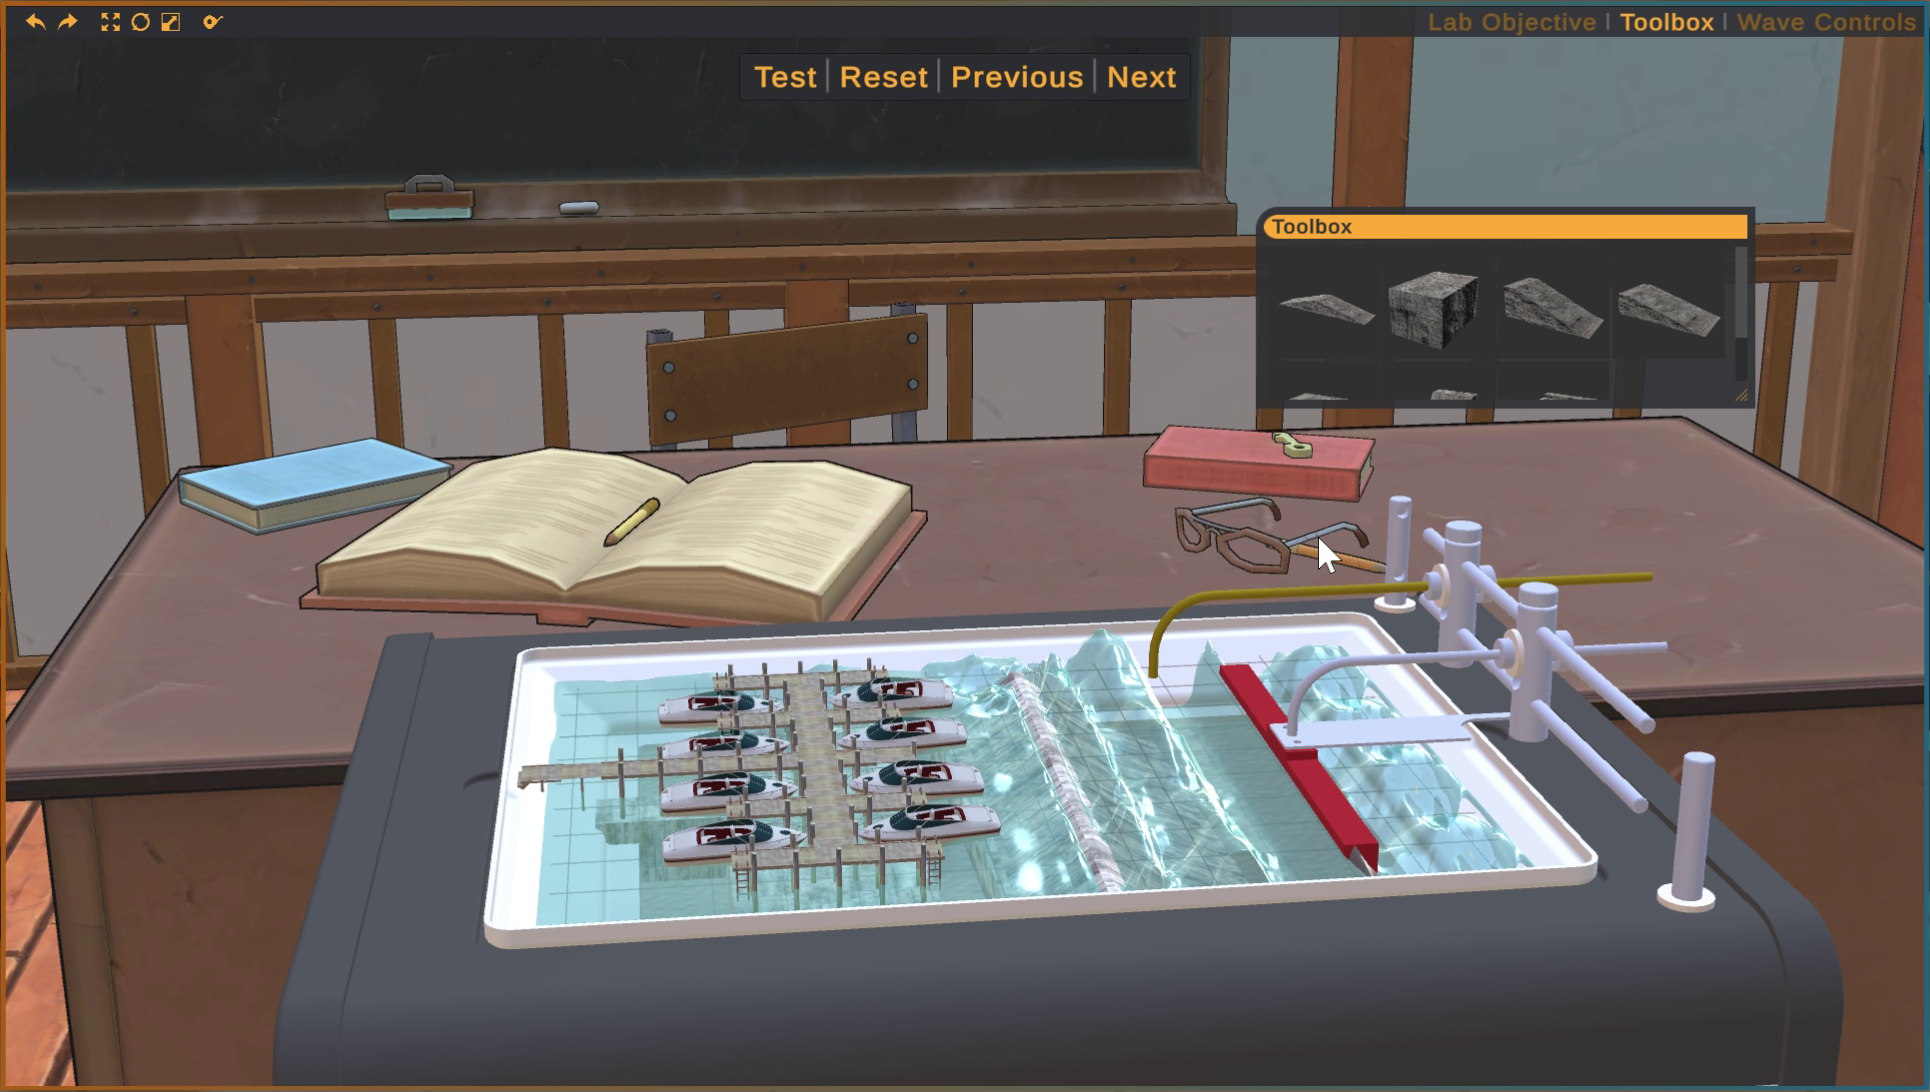 Lab Objective | Toolbox | Wave Controls
Test | Reset | Previous | Next
Toolbox